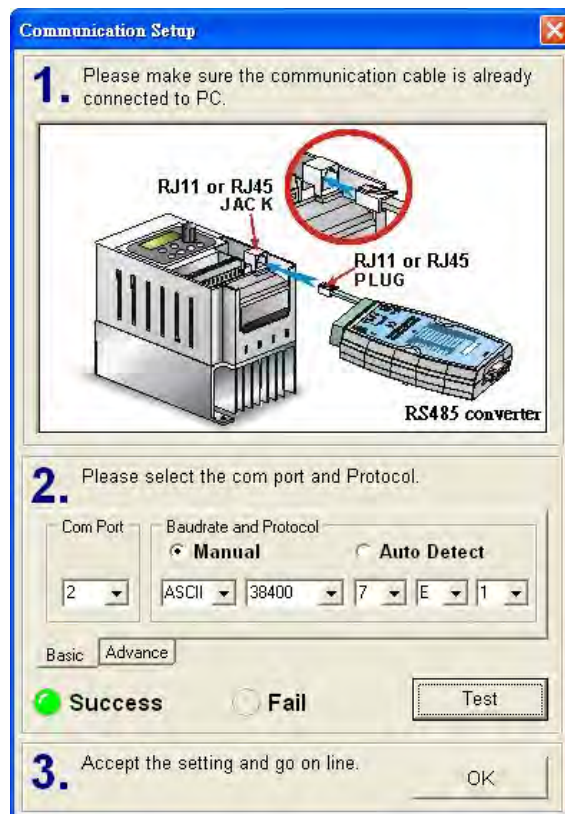 Communication Setup
1. Please make sure the communication cable is already
connected to PC.
RJ11 or RJ45
JACK
RJ11 or RJ45
PLUG
RS485 converter
2. Please select the com port and Protocol.
Com Port
Baudrate and Protocol
Manual
Auto Detect
2
ASCII
38400
7
E
1
Basic
Advance
Success
Fail
Test
3. Accept the setting and go on line.
OK